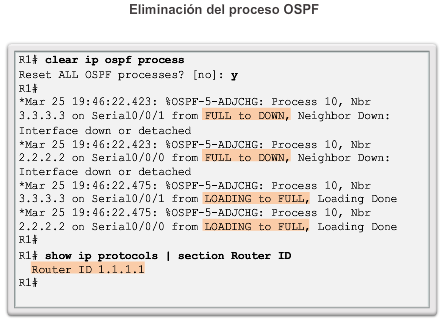 Eliminación del proceso OSPF
R1# clear ip ospf process
Reset ALL OSPF processes? [no]: y
R1#
*Mar 25 19:46:22.423: %OSPF-5-ADJCHG: Process 10, Nbr
3.3.3.3 on Serial0/0/1 from FULL to DOWN, Neighbor Down:
Interface down or detached
*Mar 25 19:46:22.423: %OSPF-5-ADJCHG: Process 10, Nbr
2.2.2.2 on Serial0/0/0 from FULL to DOWN, Neighbor Down:
Interface down or detached
*Mar 25 19:46:22.475: %OSPF-5-ADJCHG: Process 10, Nbr
3.3.3.3 on Serial0/0/1 from LOADING to FULL, Loading Done
*Mar 25 19:46:22.475: %OSPF-5-ADJCHG: Process 10, Nbr
2.2.2.2 on Serial0/0/0 from LOADING to FULL, Loading Done
R1#
R1# show ip protocols | section Router ID
Router ID 1.1.1.1
R1#